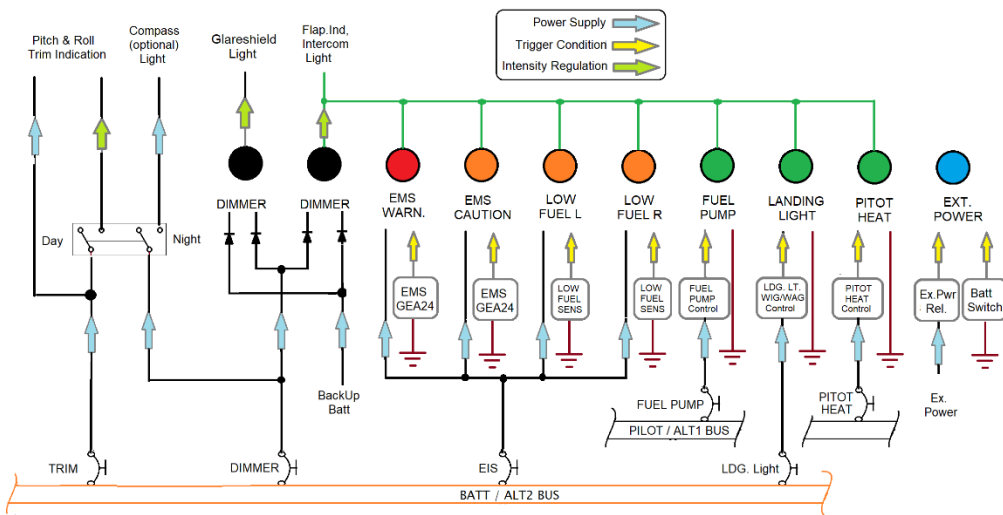 Pitch & Roll
Trim Indication
Compass
(optional)
Light
Glareshield
Light
Flap.Ind,
Intercom
Light
Power Supply
Trigger Condition
Intensity Regulation
DIMMER
DIMMER
EMS
WARN.
EMS
CAUTION
LOW
FUEL L
LOW
FUEL R
FUEL
PUMP
LANDING
LIGHT
PITOT
HEAT
EXT.
POWER
Day
Night
EMS
GEA24
EMS
GEA24
LOW
FUEL
SENS
LOW
FUEL
SENS
FUEL
PUMP
Control
LDG. LT.
WIG/WAG
Control
PITOT
HEAT
Control
Ex.Pwr
Rel.
Batt
Switch
BackUp
Batt
FUEL PUMP
PILOT / ALT1 BUS
PITOT
HEAT
Ex.
Power
TRIM
DIMMER
EIS
LDG. Light
BATT / ALT2 BUS